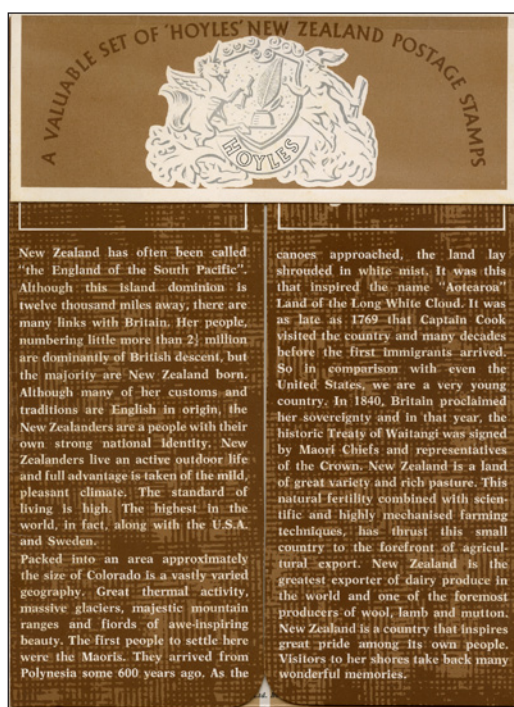 A VALUABLE SET OF 'HOYLES' NEW ZEALAND POSTAGE STAMPS
HOYLES
New Zealand has often been called
"the England of the South Pacific".
Although this island dominion is
twelve thousand miles away, there are
many links with Britain. Her people,
numbering little more than 2½ million
are dominantly of British descent, but
the majority are New Zealand born.
Although many of her customs and
traditions are English in origin, the
New Zealanders are a people with their
own strong national identity. New
Zealanders live an active outdoor life
and full advantage is taken of the mild,
pleasant climate. The standard of
living is high. The highest in the
world, in fact, along with the U.S.A.
and Sweden.
Packed into an area approximately
the size of Colorado is a vastly varied
geography. Great thermal activity,
massive glaciers, majestic mountain
ranges and fiords of awe-inspiring
beauty. The first people to settle here
were the Maoris. They arrived from
Polynesia some 600 years ago. As the
canoes approached, the land lay
shrouded in white mist. It was this
that inspired the name "Aotearoa"
Land of the Long White Cloud. It was
as late as 1769 that Captain Cook
visited the country and many decades
before the first immigrants arrived.
So in comparison with even the
United States, we are a very young
country. In 1840, Britain proclaimed
her sovereignty and in that year, the
historic Treaty of Waitangi was signed
by Maori Chiefs and representatives
of the Crown. New Zealand is a land
of great variety and rich pasture. This
natural fertility combined with scien-
tific and highly mechanised farming
techniques, has thrust this small
country to the forefront of agricul-
tural export. New Zealand is the
greatest exporter of dairy produce in
the world and one of the foremost
producers of wool, lamb and mutton.
New Zealand is a country that inspires
great pride among its own people.
Visitors to her shores take back many
wonderful memories.